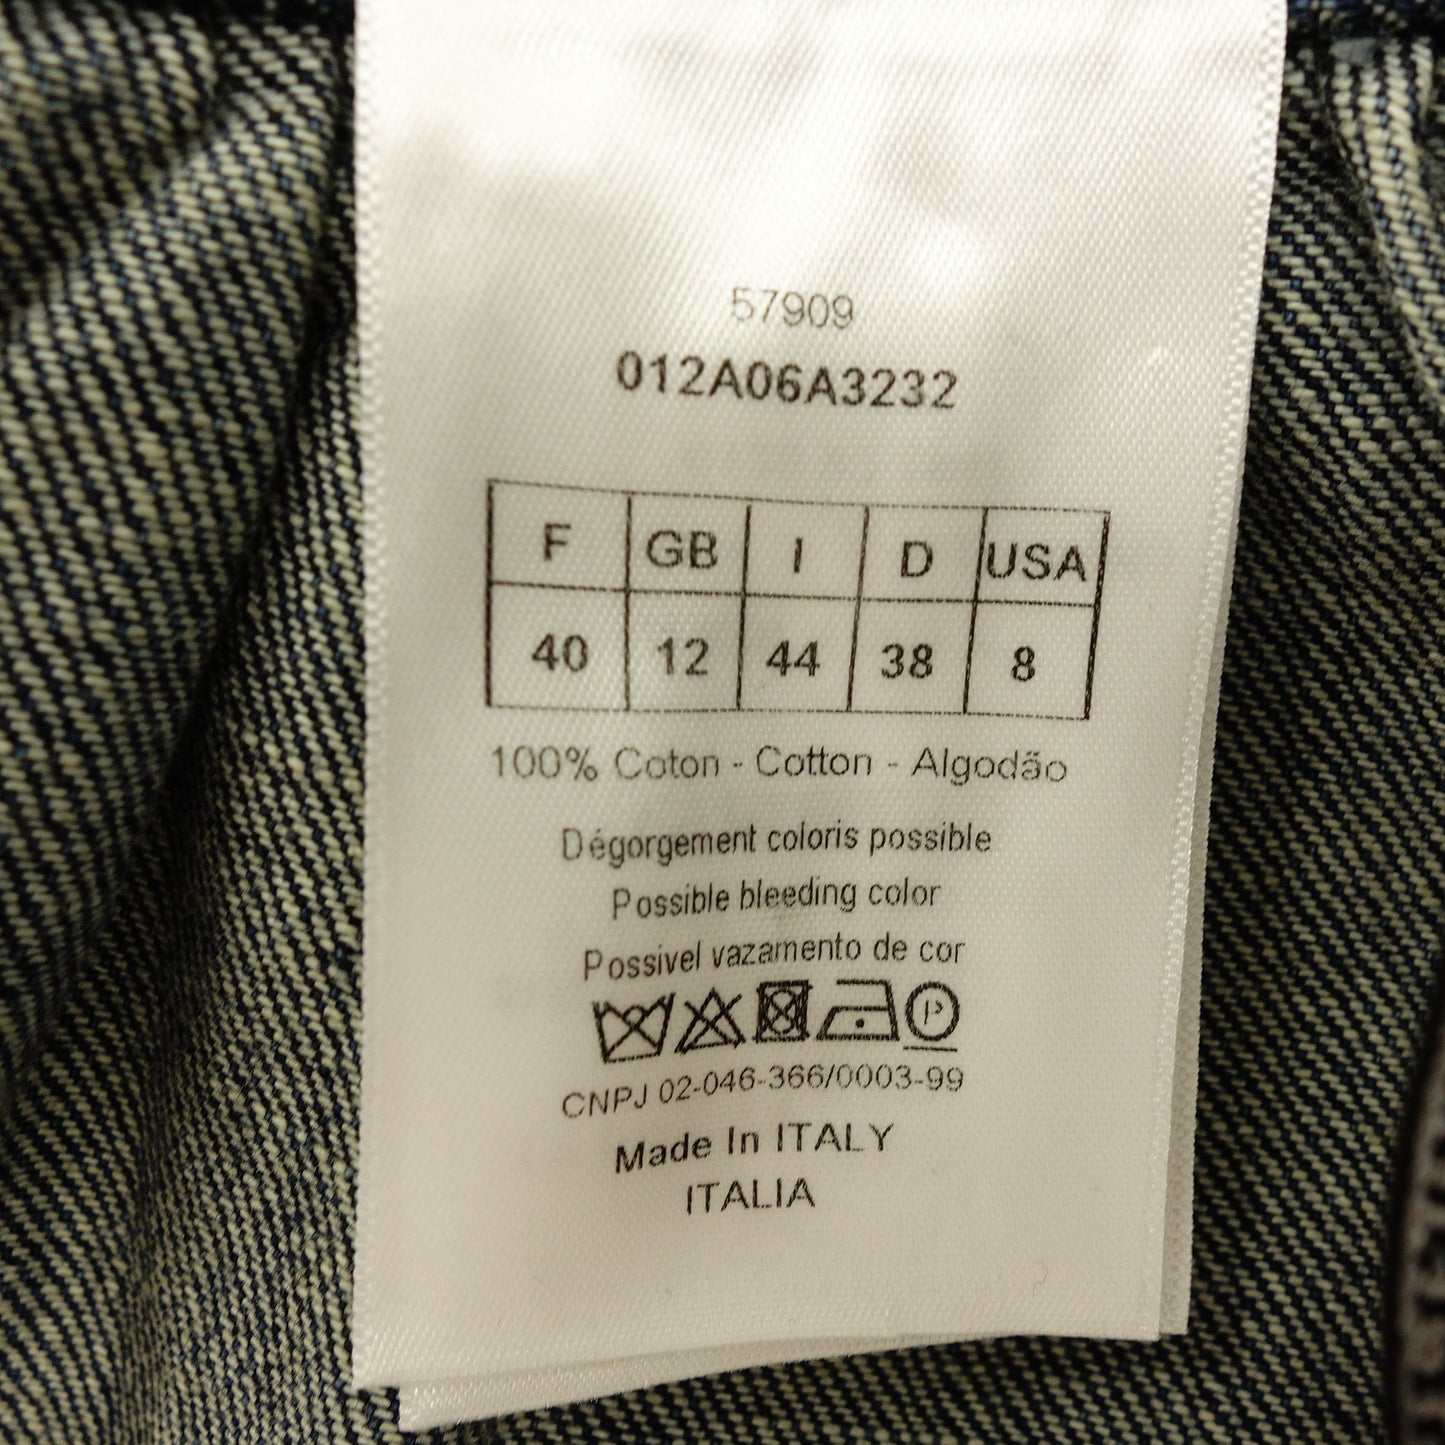 57909
012A06A3232
F GB I D USA
40 12 44 38 8
100% Coton - Cotton - Algodão
Dégorgement coloris possible
Possible bleeding color
Possivel vazamento de cor
P
CNPJ 02-046-366/0003-99
Made In ITALY
ITALIA